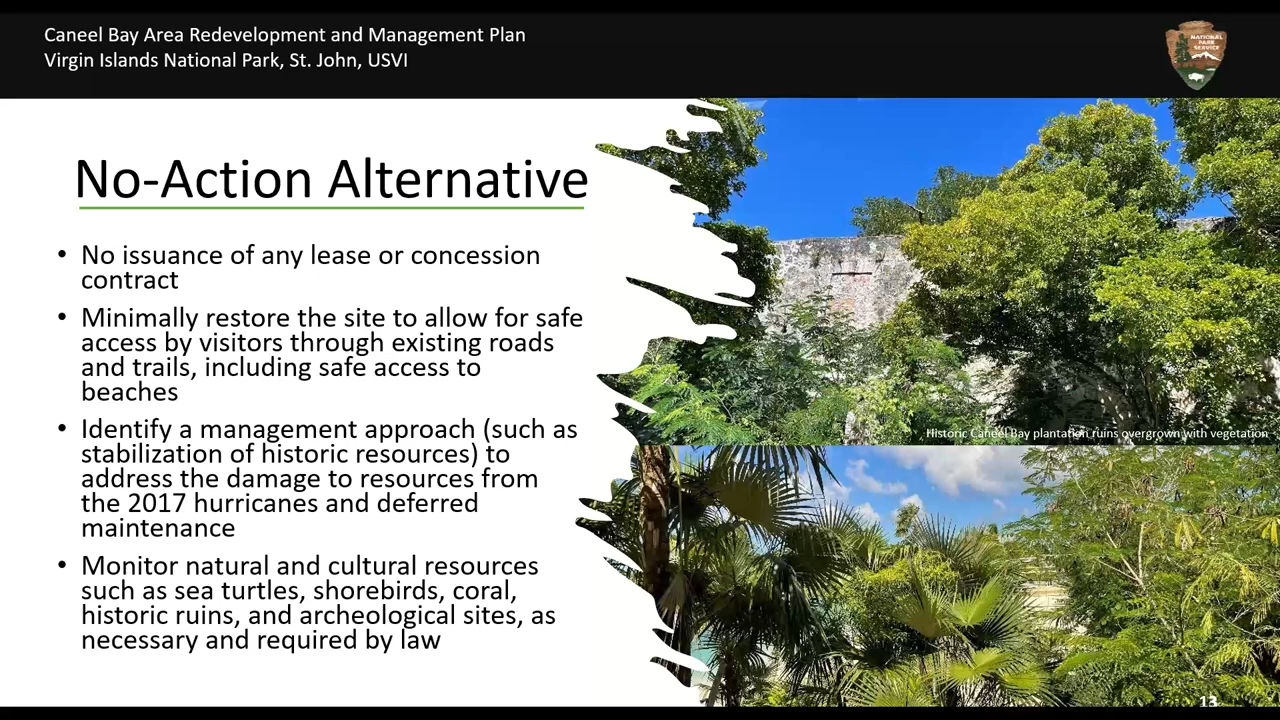 Caneel Bay Area Redevelopment and Management Plan
Virgin Islands National Park, St. John, USVI
NATIONAL
PARK
SERVICE
No-Action Alternative
• No issuance of any lease or concession
contract
• Minimally restore the site to allow for safe
access by visitors through existing roads
and trails, including safe access to
beaches
• Identify a management approach (such as
stabilization of historic resources) to
address the damage to resources from
the 2017 hurricanes and deferred
maintenance
• Monitor natural and cultural resources
such as sea turtles, shorebirds, coral,
historic ruins, and archeological sites, as
necessary and required by law
Historic Caneel Bay plantation ruins overgrown with vegetation
13